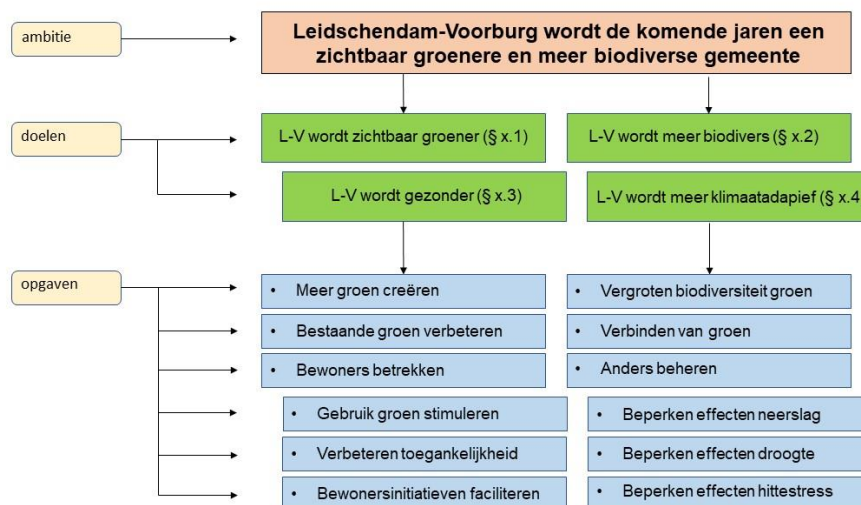 ambitie
Leidschendam-Voorburg wordt de komende jaren een
zichtbaar groenere en meer biodiverse gemeente
doelen
L-V wordt zichtbaar groener (§ x.1)
L-V wordt meer biodivers (§ x.2)
L-V wordt gezonder (§ x.3)
L-V wordt meer klimaatadapief (§ x.4
opgaven
• Meer groen creëren
• Vergroten biodiversiteit groen
• Bestaande groen verbeteren
• Verbinden van groen
• Bewoners betrekken
• Anders beheren
• Gebruik groen stimuleren
• Beperken effecten neerslag
• Verbeteren toegankelijkheid
• Beperken effecten droogte
• Bewonersinitiatieven faciliteren
• Beperken effecten hittestress